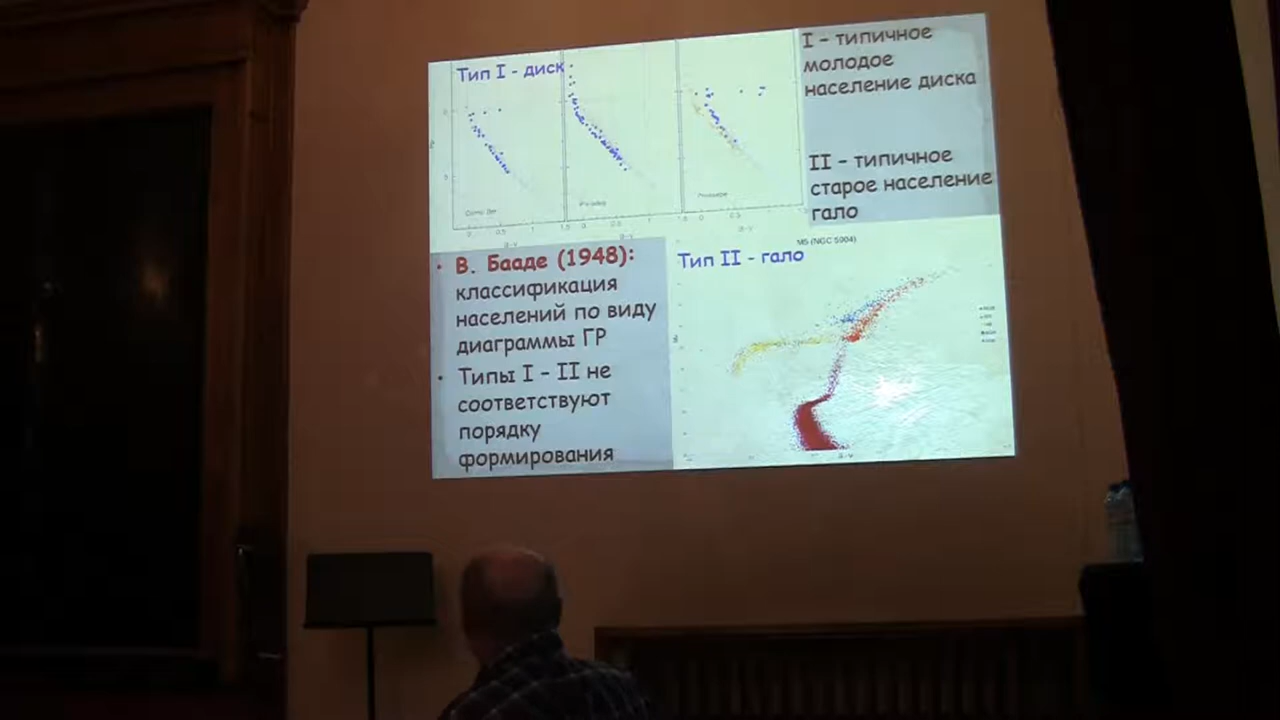 Тип I - диск
I - типичное
молодое
население диска
II - типичное
старое население
гало
• В. Бааде (1948):
классификация
населений по виду
диаграммы ГР
• Типы I - II не
соответствуют
порядку
формирования
Тип II - гало
M5 (NGC 5904)